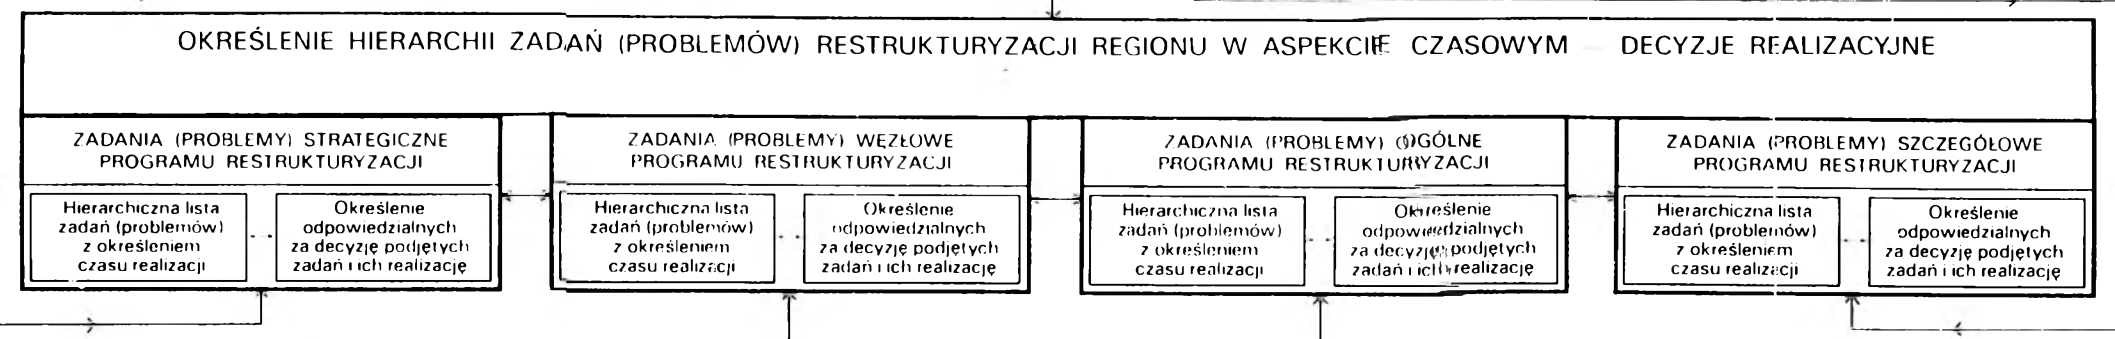 OKREŚLENIE HIERARCHII ZADAŃ (PROBLEMÓW) RESTRUKTURYZACJI REGIONU W ASPEKCIE CZASOWYM DECYZJE REALIZACYJNE
ZADANIA (PROBLEMY) STRATEGICZNE
PROGRAMU RESTRUKTURYZACJI
Hierarchiczna lista
zadań (problemów)
z określeniem
czasu realizacji
Określenie
odpowiedzialnych
za decyzję podjętych
zadań i ich realizację
ZADANIA (PROBLEMY) WĘZŁOWE
PROGRAMU RESTRUKTURYZACJI
Hierarchiczna lista
zadań (problemów)
z określeniem
czasu realizacji
Określenie
odpowiedzialnych
za decyzję podjętych
zadań i ich realizację
ZADANIA (PROBLEMY) OGÓLNE
PROGRAMU RESTRUKTURYZACJI
Hierarchiczna lista
zadań (problemów)
z określeniem
czasu realizacji
Określenie
odpowiedzialnych
za decyzję podjętych
zadań i ich realizację
ZADANIA (PROBLEMY) SZCZEGÓŁOWE
PROGRAMU RESTRUKTURYZACJI
Hierarchiczna lista
zadań (problemów)
z określeniem
czasu realizacji
Określenie
odpowiedzialnych
za decyzję podjętych
zadań i ich realizację